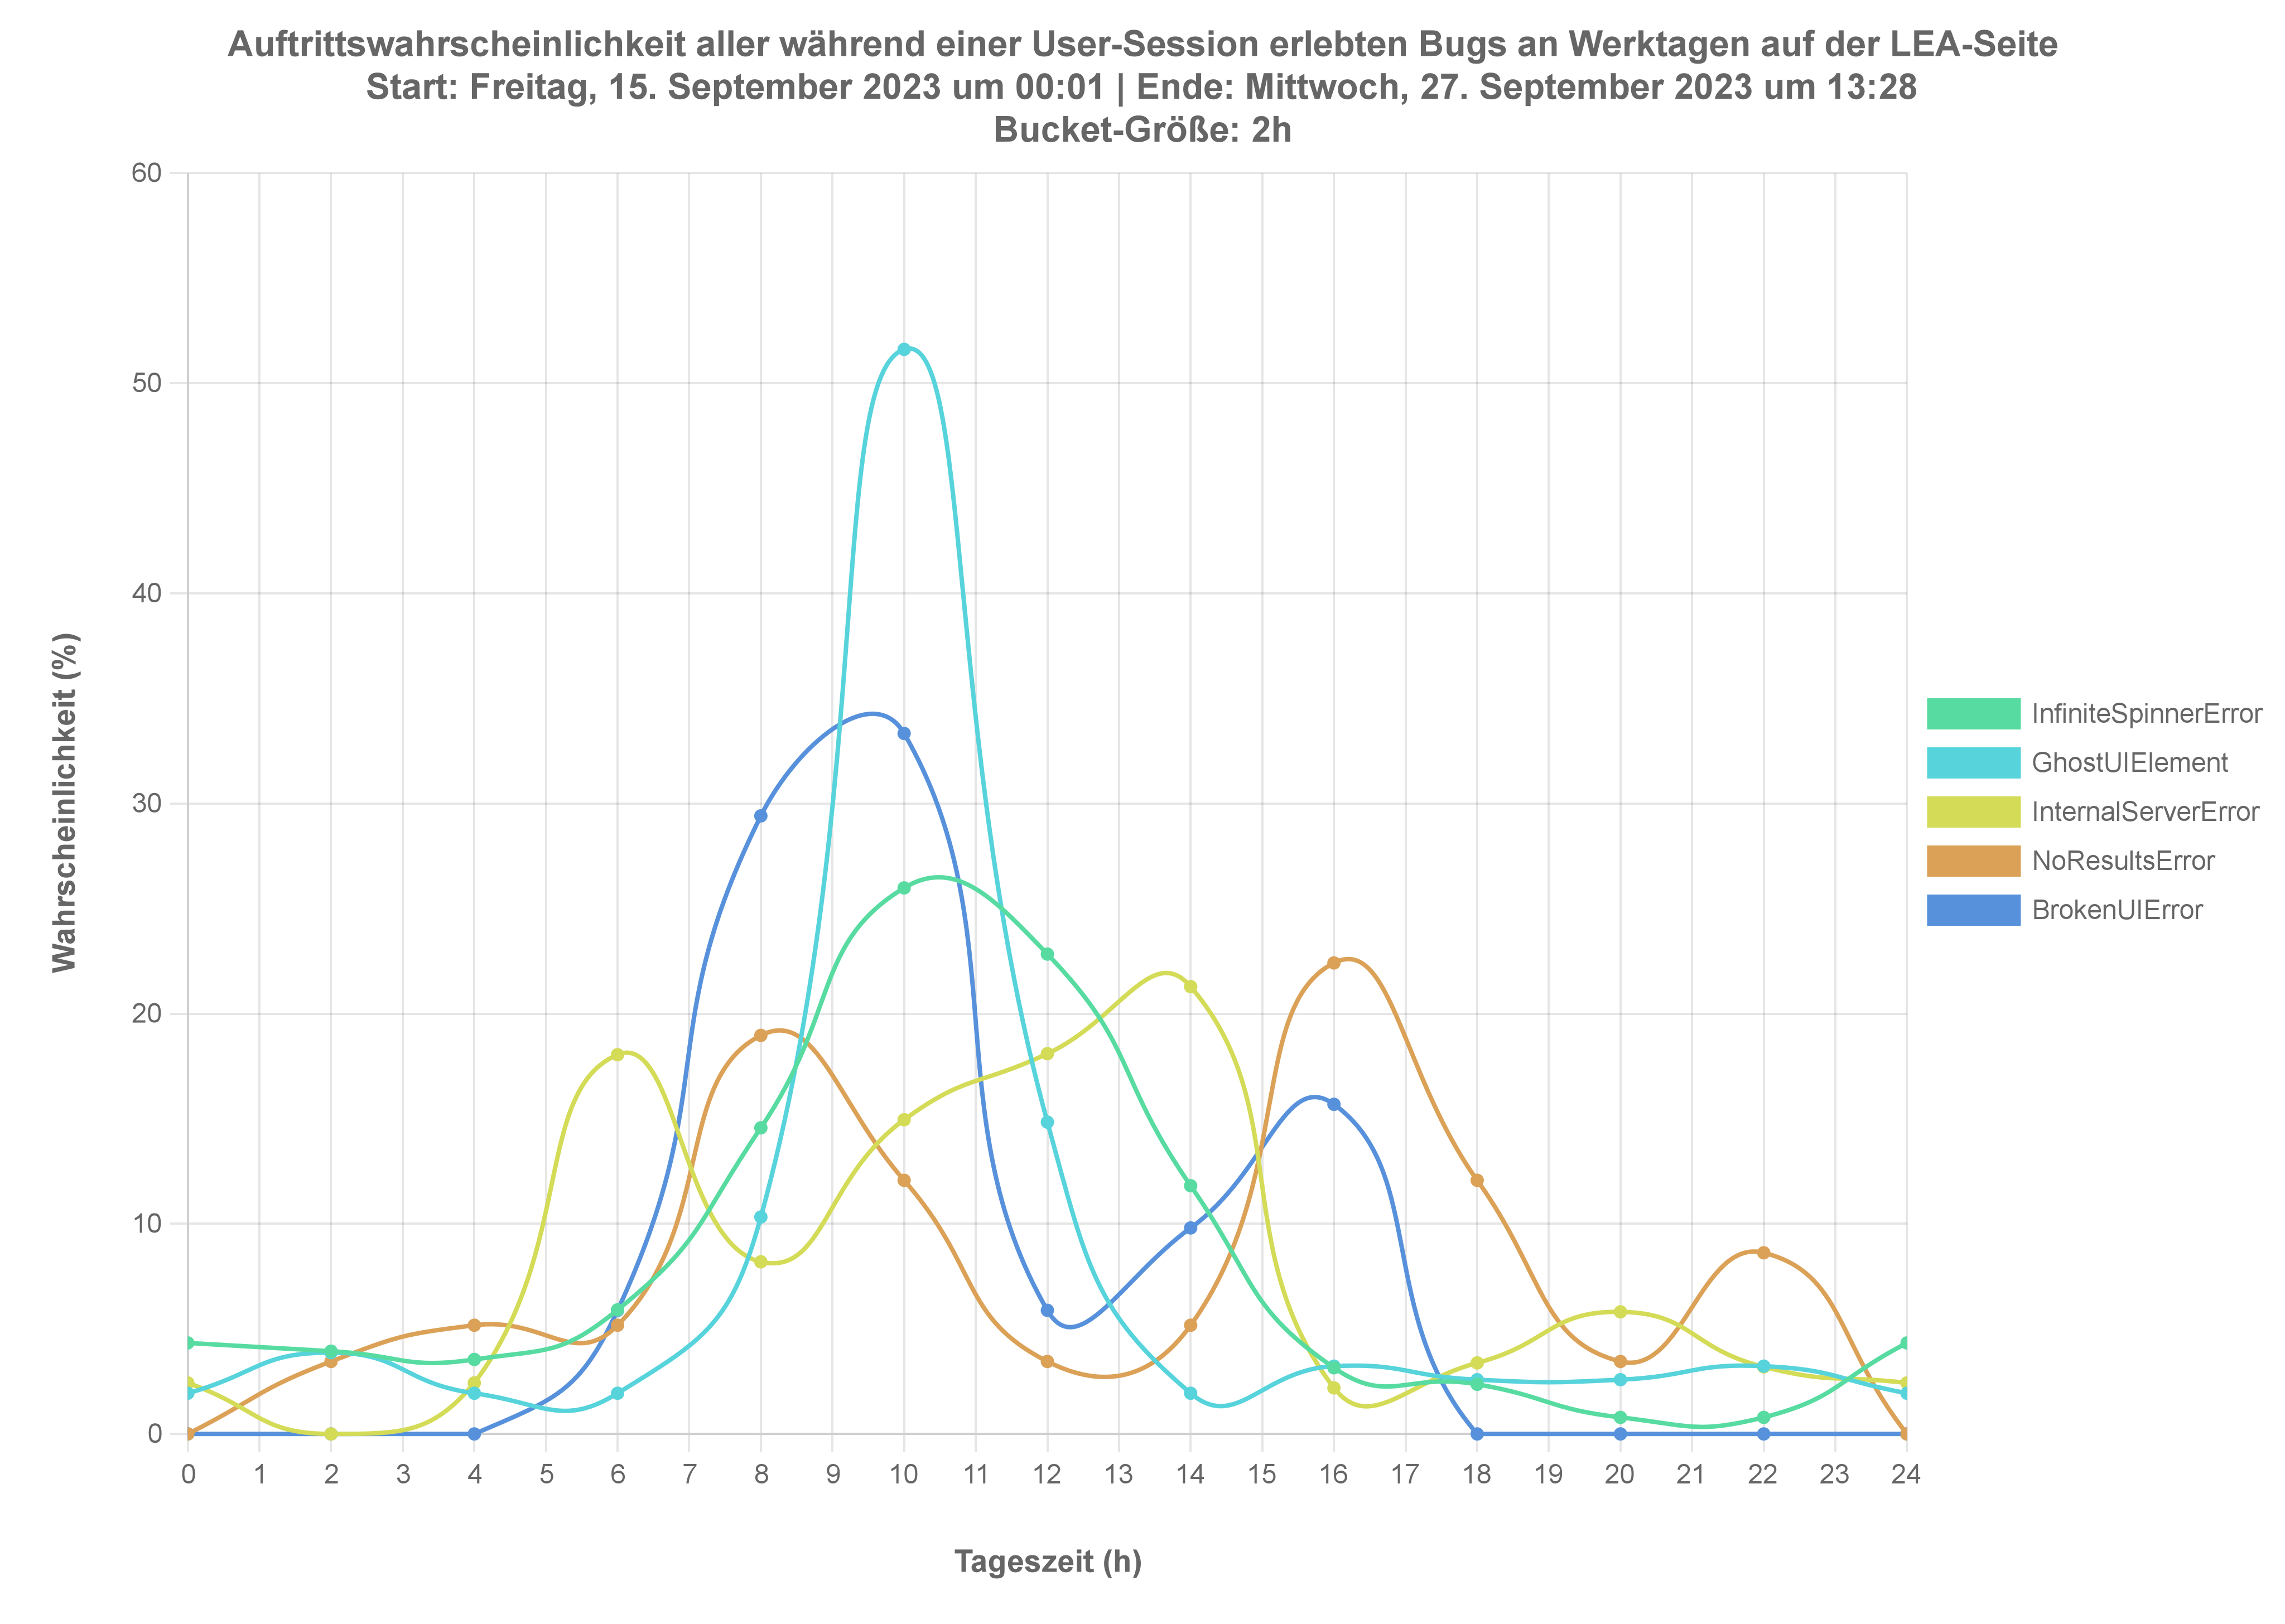 Auftrittswahrscheinlichkeit aller während einer User-Session erlebten Bugs an Werktagen auf der LEA-Seite
Start: Freitag, 15. September 2023 um 00:01 | Ende: Mittwoch, 27. September 2023 um 13:28
Bucket-Größe: 2h
Wahrscheinlichkeit (%)
60
50
40
30
20
10
0
0 1 2 3 4 5 6 7 8 9 10 11 12 13 14 15 16 17 18 19 20 21 22 23 24
Tageszeit (h)
InfiniteSpinnerError
GhostUIElement
InternalServerError
NoResultsError
BrokenUIError